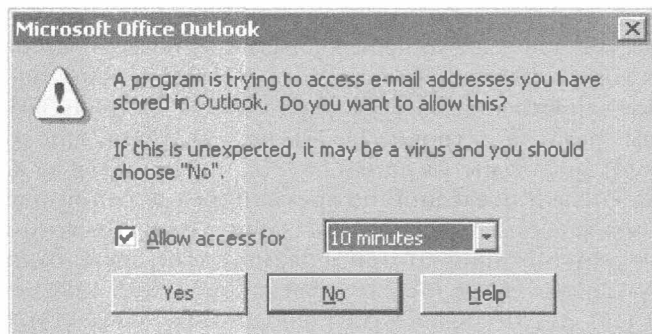 Microsoft Office Outlook
A program is trying to access e-mail addresses you have
stored in Outlook. Do you want to allow this?
If this is unexpected, it may be a virus and you should
choose "No".
Allow access for 10 minutes
Yes No Help